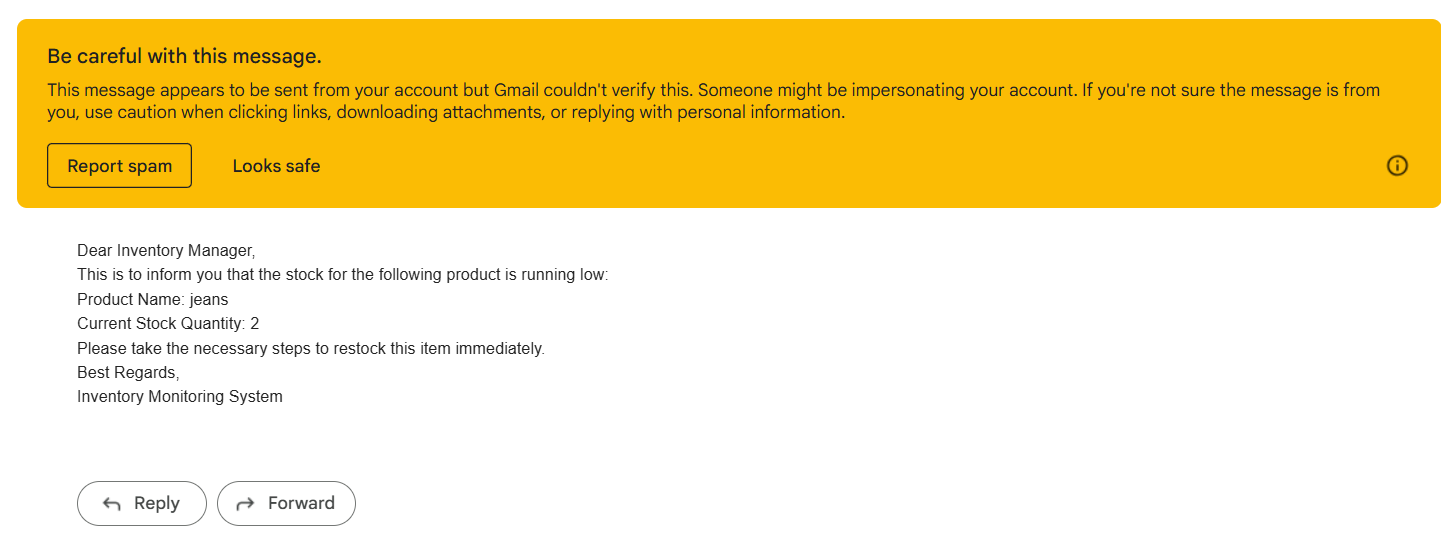 Be careful with this message.
This message appears to be sent from your account but Gmail couldn't verify this. Someone might be impersonating your account. If you're not sure the message is from
you, use caution when clicking links, downloading attachments, or replying with personal information.
Report spam
Looks safe
Dear Inventory Manager,
This is to inform you that the stock for the following product is running low:
Product Name: jeans
Current Stock Quantity: 2
Please take the necessary steps to restock this item immediately.
Best Regards,
Inventory Monitoring System
Reply
Forward